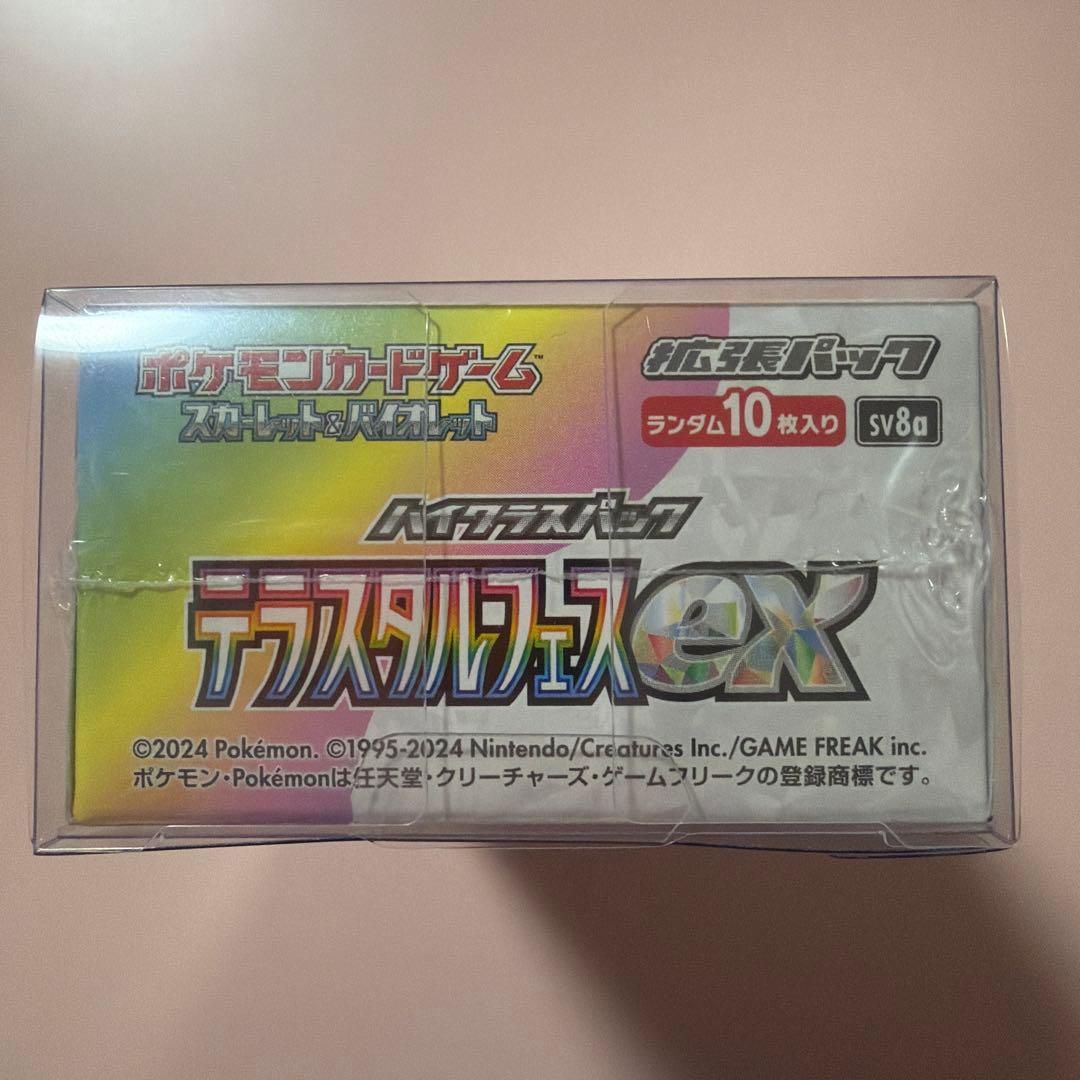 ポケモンカードゲーム™
スカーレット&バイオレット
拡張パック
ランダム10枚入り
SV8a
ハイクラスパック
テラスタルフェスex
©2024 Pokémon. ©1995-2024 Nintendo/Creatures Inc./GAME FREAK inc.
ポケモン・Pokémonは任天堂・クリーチャーズ・ゲームフリークの登録商標です。